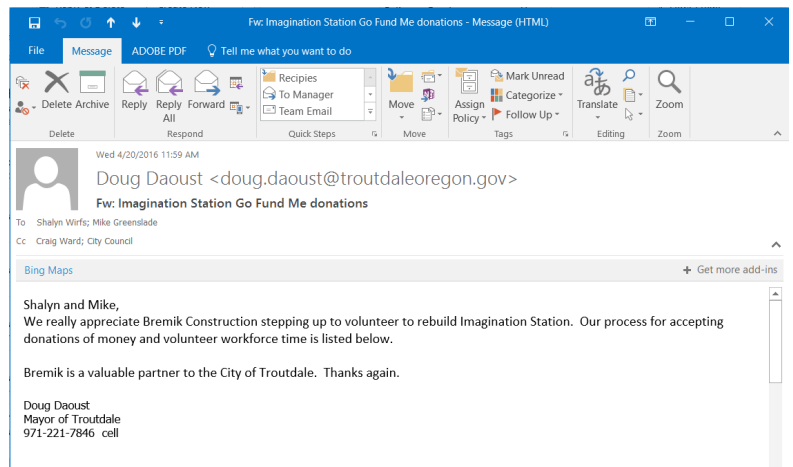 Fw: Imagination Station Go Fund Me donations - Message (HTML)
File Message ADOBE PDF Tell me what you want to do
Delete Archive Reply Reply All Forward Recipies To Manager Team Email Move Assign Policy Mark Unread Categorize Follow Up Translate Zoom
Delete Respond Quick Steps Move Tags Editing Zoom
Wed 4/20/2016 11:59 AM
Doug Daoust <doug.daoust@troutdaleoregon.gov>
Fw: Imagination Station Go Fund Me donations
To Shalyn Wirfs; Mike Greenslade
Cc Craig Ward; City Council
Bing Maps + Get more add-ins
Shalyn and Mike,
We really appreciate Bremik Construction stepping up to volunteer to rebuild Imagination Station. Our process for accepting
donations of money and volunteer workforce time is listed below.
Bremik is a valuable partner to the City of Troutdale. Thanks again.
Doug Daoust
Mayor of Troutdale
971-221-7846 cell